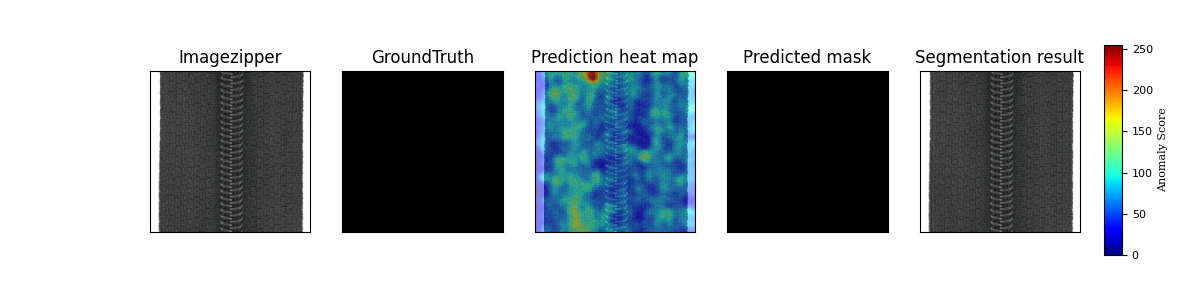 Imagezipper
GroundTruth
Prediction heat map
Predicted mask
Segmentation result
250
200
150
100
50
0
Anomaly Score